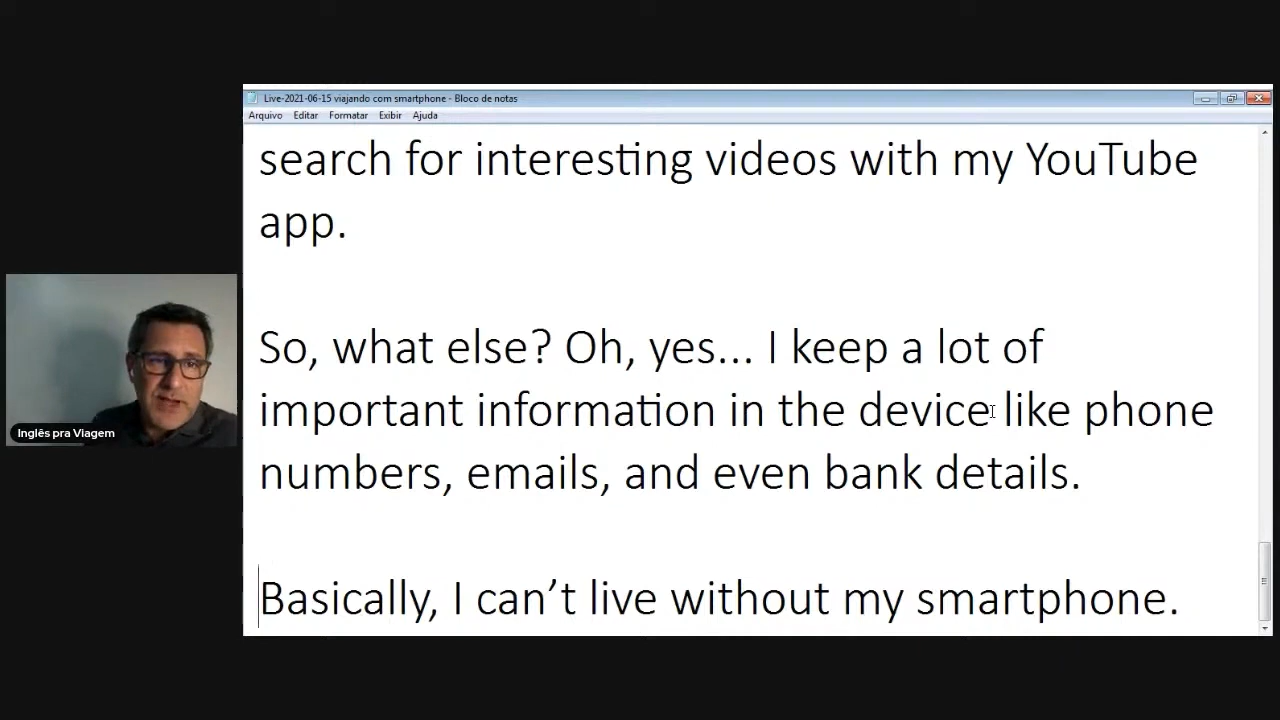 Live-2021-06-15 viajando com smartphone - Bloco de notas
Arquivo Editar Formatar Exibir Ajuda
search for interesting videos with my YouTube
app.
So, what else? Oh, yes... I keep a lot of
important information in the device like phone
numbers, emails, and even bank details.
Basically, I can’t live without my smartphone.
Inglês pra Viagem